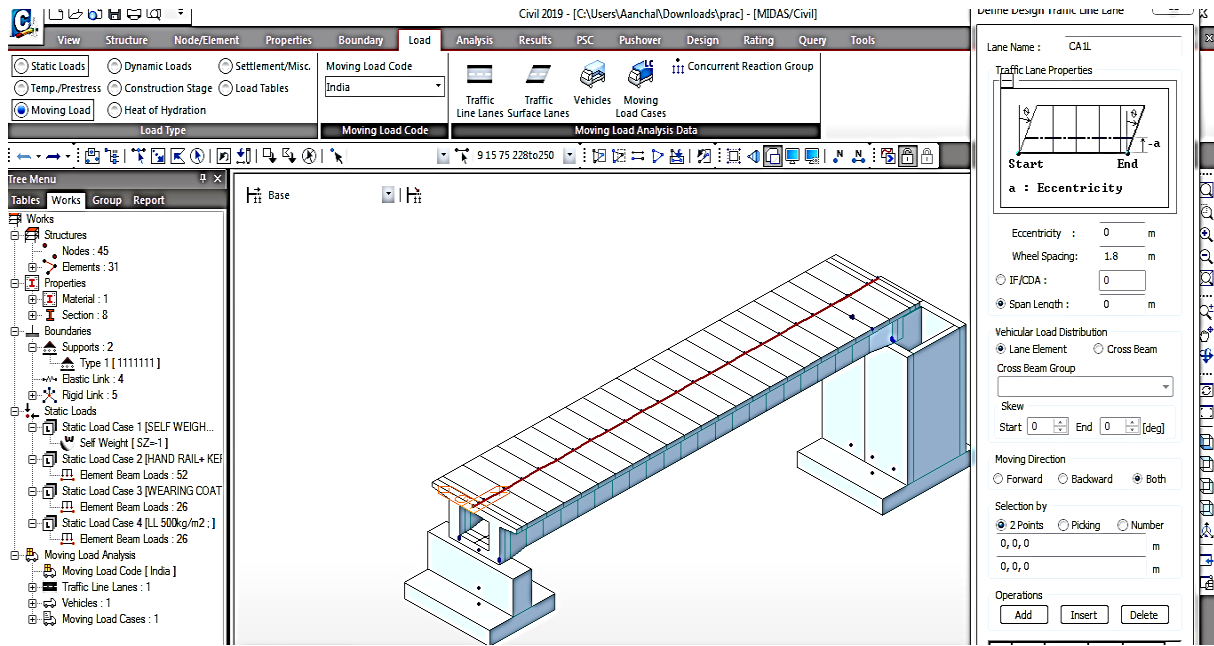 Civil 2019 - [C:\Users\Aanchal\Downloads\prac] - [MIDAS/Civil]
View Structure Node/Element Properties Boundary Load Analysis Results PSC Pushover Design Rating Query Tools
Static Loads Dynamic Loads Settlement/Misc.
Temp./Prestress Construction Stage Load Tables
Moving Load Heat of Hydration
Load Type
Moving Load Code
India
Moving Load Code
Traffic Line Lanes
Traffic Surface Lanes
Vehicles
LC
Moving Load Cases
Concurrent Reaction Group
Moving Load Analysis Data
9 15 75 228to250
N N
Tree Menu
Tables Works Group Report
Works
Structures
Nodes : 45
Elements : 31
Properties
Material : 1
Section : 8
Boundaries
Supports : 2
Type 1 [ 1111111 ]
Elastic Link : 4
Rigid Link : 5
Static Loads
Static Load Case 1 [SELF WEIGH...
Self Weight [ SZ=-1 ]
Static Load Case 2 [HAND RAIL+ KER
Element Beam Loads : 52
Static Load Case 3 [WEARING COAT
Element Beam Loads : 26
Static Load Case 4 [LL 500kg/m2 ; ]
Element Beam Loads : 26
Moving Load Analysis
Moving Load Code [ India ]
Traffic Line Lanes : 1
Vehicles : 1
Moving Load Cases : 1
Base
Define Design Traffic Line Lane
Lane Name : CA1L
Traffic Lane Properties
-a
Start End
a : Eccentricity
Eccentricity : 0 m
Wheel Spacing: 1.8 m
IF/CDA : 0
Span Length : 0 m
Vehicular Load Distribution
Lane Element Cross Beam
Cross Beam Group
Skew
Start 0 End 0 [deg]
Moving Direction
Forward Backward Both
Selection by
2 Points Picking Number
0, 0, 0 m
0, 0, 0 m
Operations
Add Insert Delete